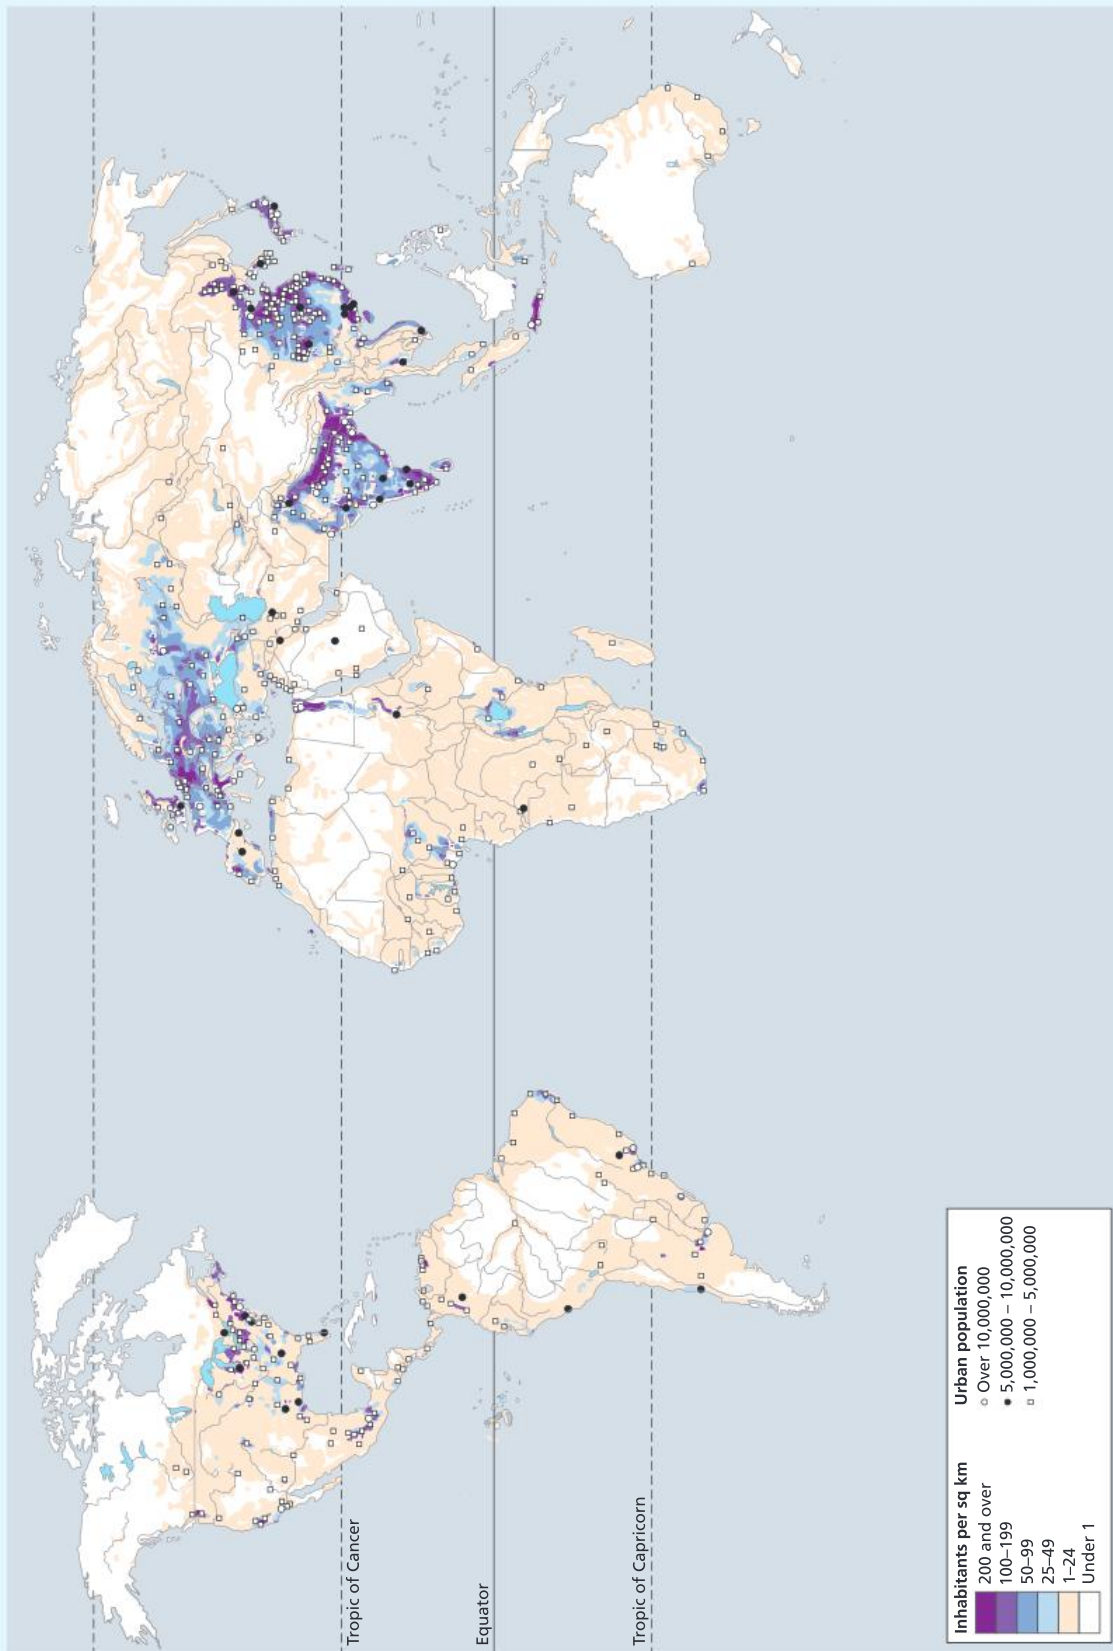 Tropic of Cancer
Equator
Tropic of Capricorn
Inhabitants per sq km
200 and over
100–199
50–99
25–49
1–24
Under 1
Urban population
Over 10,000,000
5,000,000 – 10,000,000
1,000,000 – 5,000,000